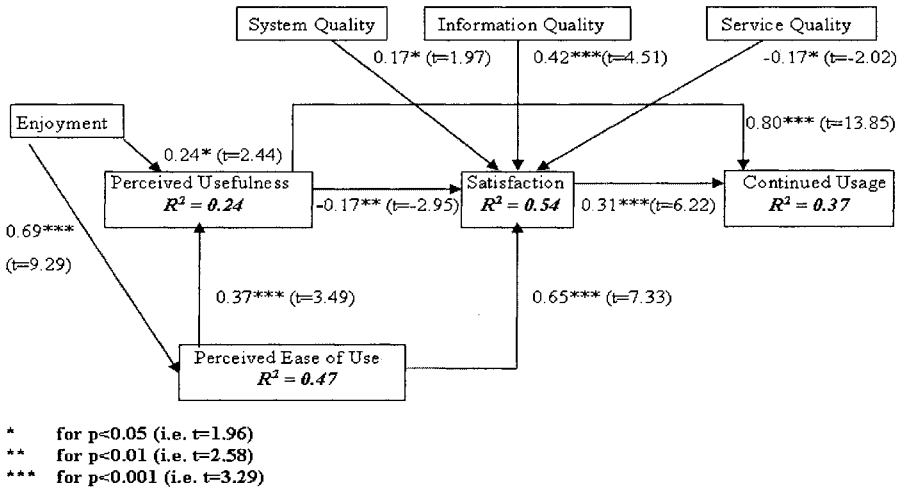 System Quality
Information Quality
Service Quality
0.17* (t=1.97)
0.42***(t=4.51)
-0.17* (t=-2.02)
Enjoyment
0.80*** (t=13.85)
0.24* (t=2.44)
Perceived Usefulness
R² = 0.24
Satisfaction
R² = 0.54
Continued Usage
R² = 0.37
-0.17** (t=-2.95)
0.31***(t=6.22)
0.69***
(t=9.29)
0.37*** (t=3.49)
0.65*** (t=7.33)
Perceived Ease of Use
R² = 0.47
* for p<0.05 (i.e. t=1.96)
** for p<0.01 (i.e. t=2.58)
*** for p<0.001 (i.e. t=3.29)